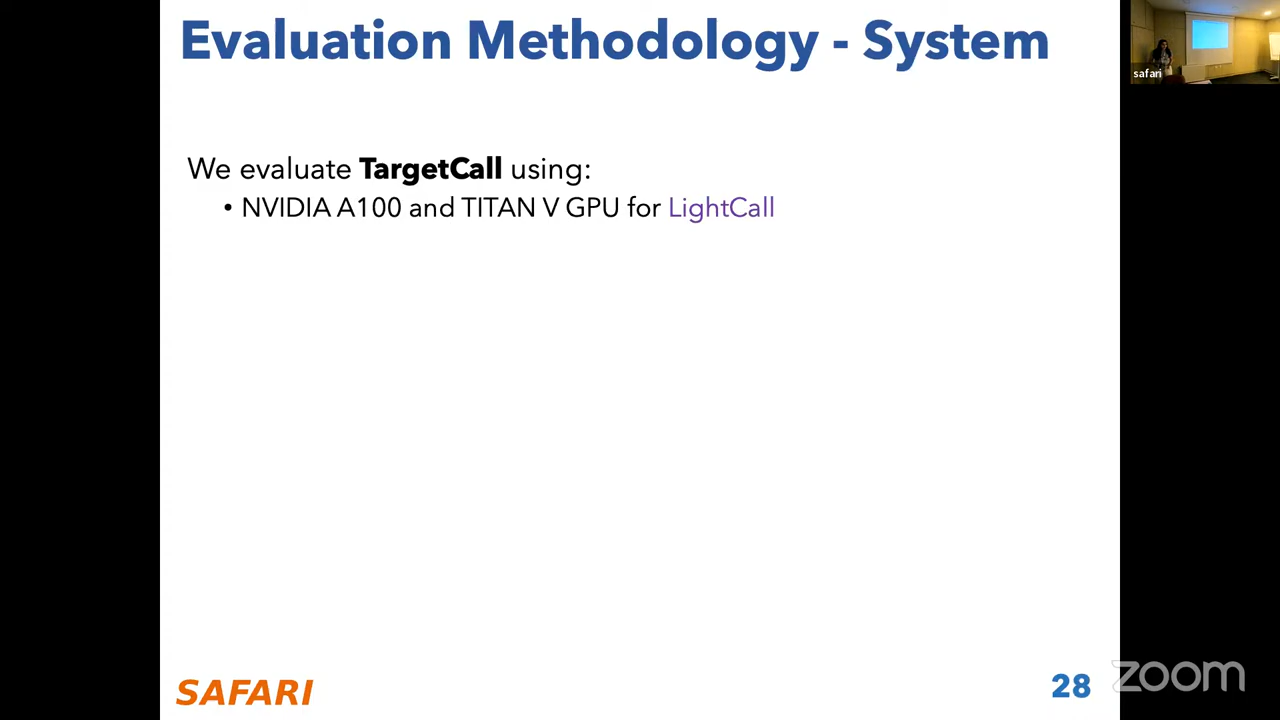 Evaluation Methodology - System
safari
We evaluate TargetCall using:
• NVIDIA A100 and TITAN V GPU for LightCall
SAFARI
28
zoom